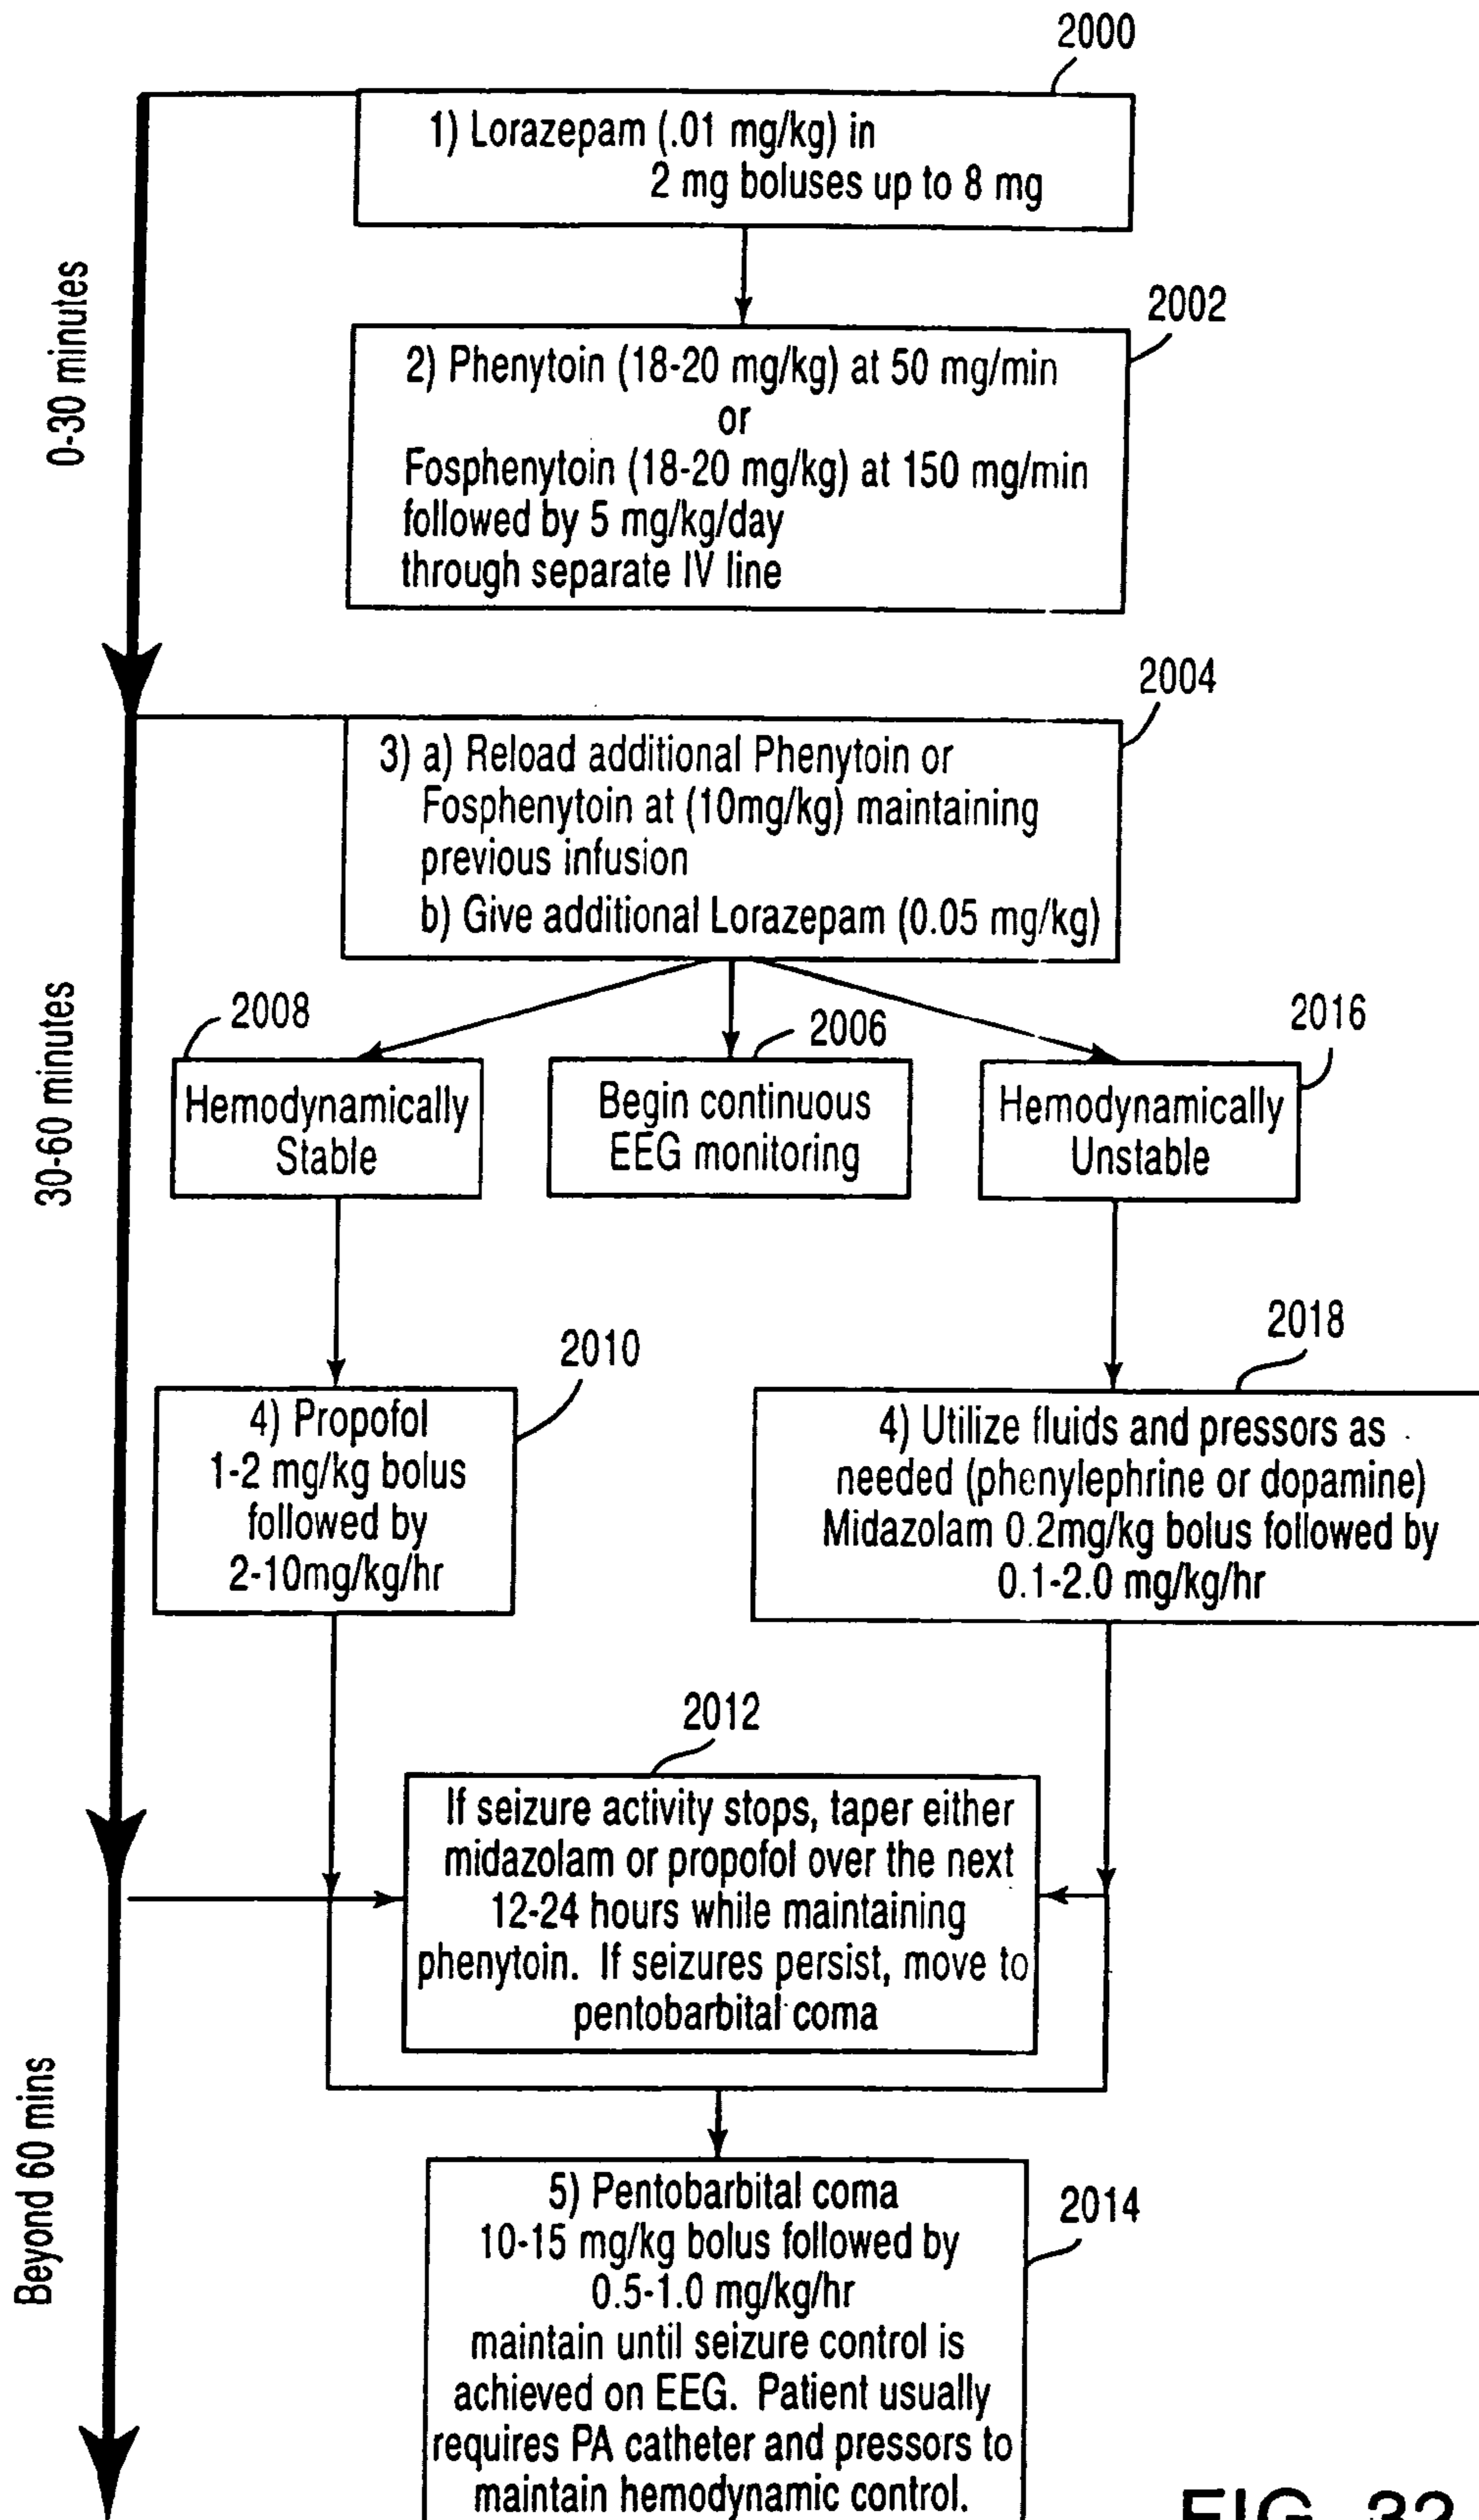 2000
1) Lorazepam (.01 mg/kg) in
2 mg boluses up to 8 mg
0-30 minutes
2002
2) Phenytoin (18-20 mg/kg) at 50 mg/min
or
Fosphenytoin (18-20 mg/kg) at 150 mg/min
followed by 5 mg/kg/day
through separate IV line
2004
3) a) Reload additional Phenytoin or
Fosphenytoin at (10mg/kg) maintaining
previous infusion
b) Give additional Lorazepam (0.05 mg/kg)
30-60 minutes
2008
Hemodynamically
Stable
2006
Begin continuous
EEG monitoring
2016
Hemodynamically
Unstable
2010
4) Propofol
1-2 mg/kg bolus
followed by
2-10mg/kg/hr
2018
4) Utilize fluids and pressors as
needed (phenylephrine or dopamine)
Midazolam 0.2mg/kg bolus followed by
0.1-2.0 mg/kg/hr
2012
If seizure activity stops, taper either
midazolam or propofol over the next
12-24 hours while maintaining
phenytoin. If seizures persist, move to
pentobarbital coma
Beyond 60 mins
2014
5) Pentobarbital coma
10-15 mg/kg bolus followed by
0.5-1.0 mg/kg/hr
maintain until seizure control is
achieved on EEG. Patient usually
requires PA catheter and pressors to
maintain hemodynamic control.
FIG. 32